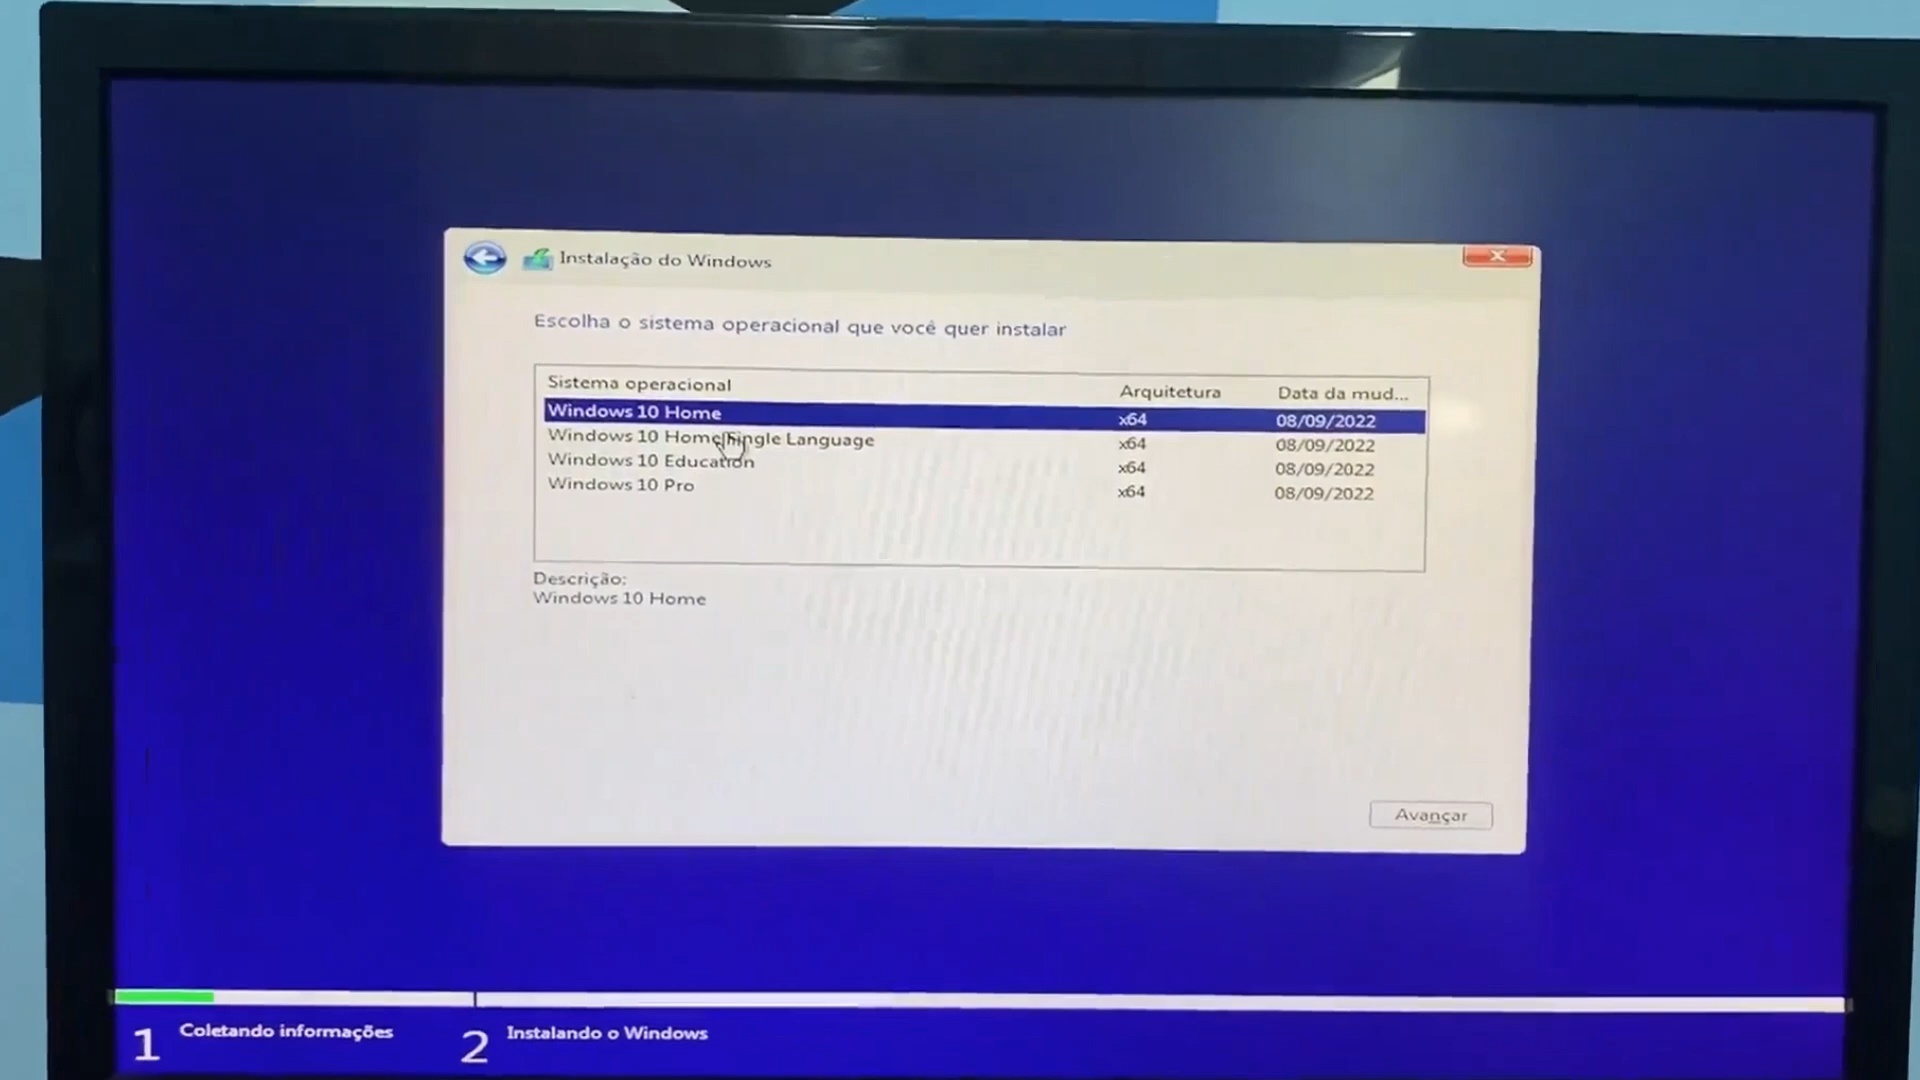 Instalação do Windows
Escolha o sistema operacional que você quer instalar
Sistema operacional Arquitetura Data da mud...
Windows 10 Home x64 08/09/2022
Windows 10 Home Single Language x64 08/09/2022
Windows 10 Education x64 08/09/2022
Windows 10 Pro x64 08/09/2022
Descrição:
Windows 10 Home
Avançar
1 Coletando informações 2 Instalando o Windows